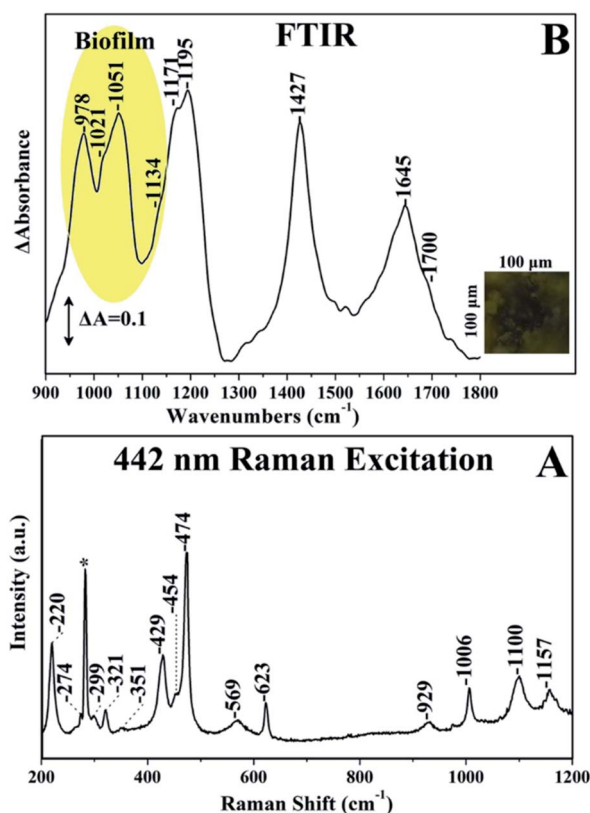 Biofilm
FTIR
B
-978
-1021
-1051
-1134
-1171
-1195
1427
1645
-1700
ΔAbsorbance
ΔA=0.1
100 µm
100 µm
900 1000 1100 1200 1300 1400 1500 1600 1700 1800
Wavenumbers (cm-1)
442 nm Raman Excitation
A
-220
-274
*
-299
-321
-351
-429
-454
-474
-569
-623
-929
-1006
-1100
-1157
Intensity (a.u.)
200 400 600 800 1000 1200
Raman Shift (cm-1)